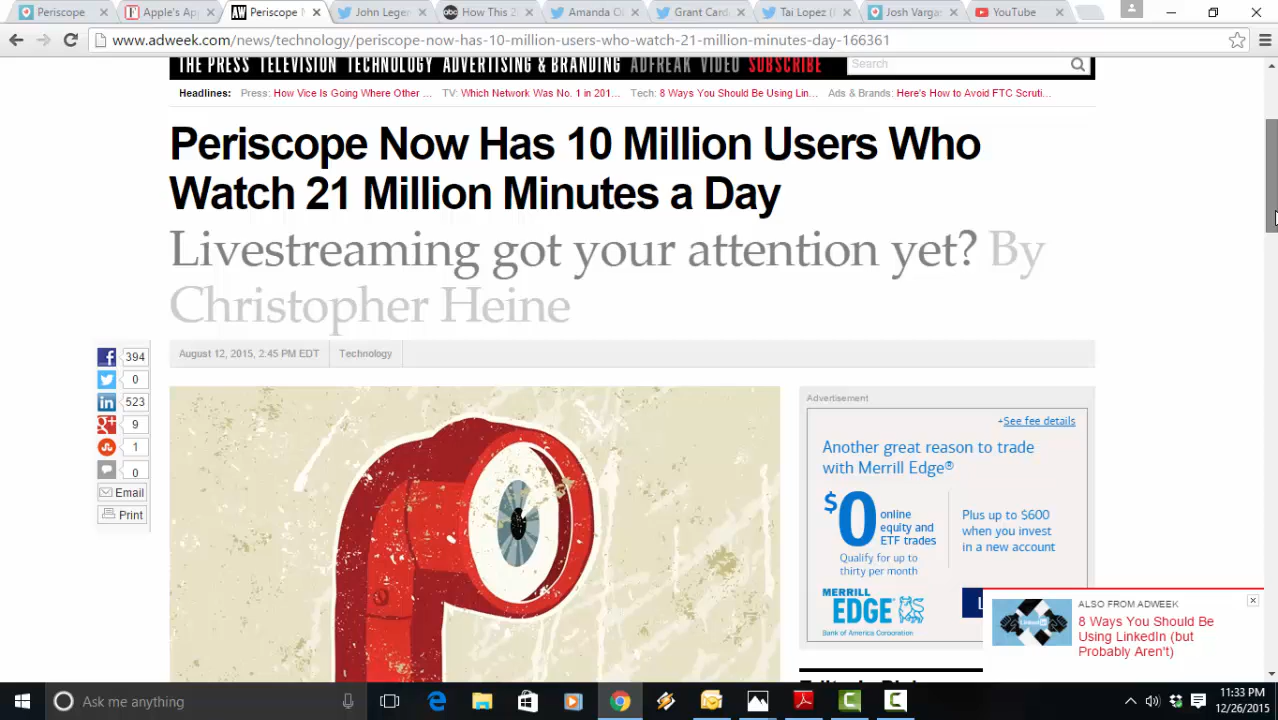 Periscope
Apple's App
AW Periscope N
John Legen
abc How This 2
Amanda O
Grant Card
Tai Lopez (
Josh Varga
YouTube
www.adweek.com/news/technology/periscope-now-has-10-million-users-who-watch-21-million-minutes-day-166361
THE PRESS TELEVISION TECHNOLOGY ADVERTISING & BRANDING ADFREAK VIDEO SUBSCRIBE
Search
Headlines: Press: How Vice Is Going Where Other ... TV: Which Network Was No. 1 in 201... Tech: 8 Ways You Should Be Using Lin... Ads & Brands: Here's How to Avoid FTC Scruti...
Periscope Now Has 10 Million Users Who
Watch 21 Million Minutes a Day
Livestreaming got your attention yet? By
Christopher Heine
August 12, 2015, 2:45 PM EDT Technology
394
0
in 523
g+ 9
1
0
Email
Print
Advertisement
+See fee details
Another great reason to trade
with Merrill Edge®
$0 online
equity and
ETF trades
Qualify for up to
thirty per month
Plus up to $600
when you invest
in a new account
MERRILL
EDGE
Bank of America Corporation
ALSO FROM ADWEEK
8 Ways You Should Be
Using LinkedIn (but
Probably Aren't)
Ask me anything
11:33 PM
12/26/2015